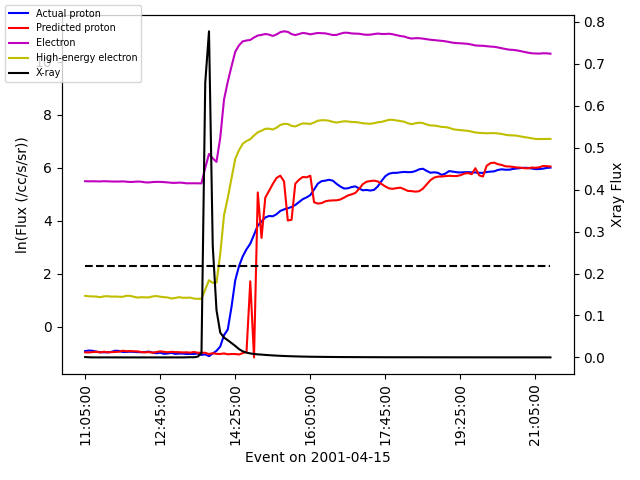 Actual proton
Predicted proton
Electron
High-energy electron
X-ray
8
6
4
2
0
ln(Flux (/cc/s/sr))
0.8
0.7
0.6
0.5
0.4
0.3
0.2
0.1
0.0
Xray Flux
11:05:00
12:45:00
14:25:00
16:05:00
17:45:00
19:25:00
21:05:00
Event on 2001-04-15